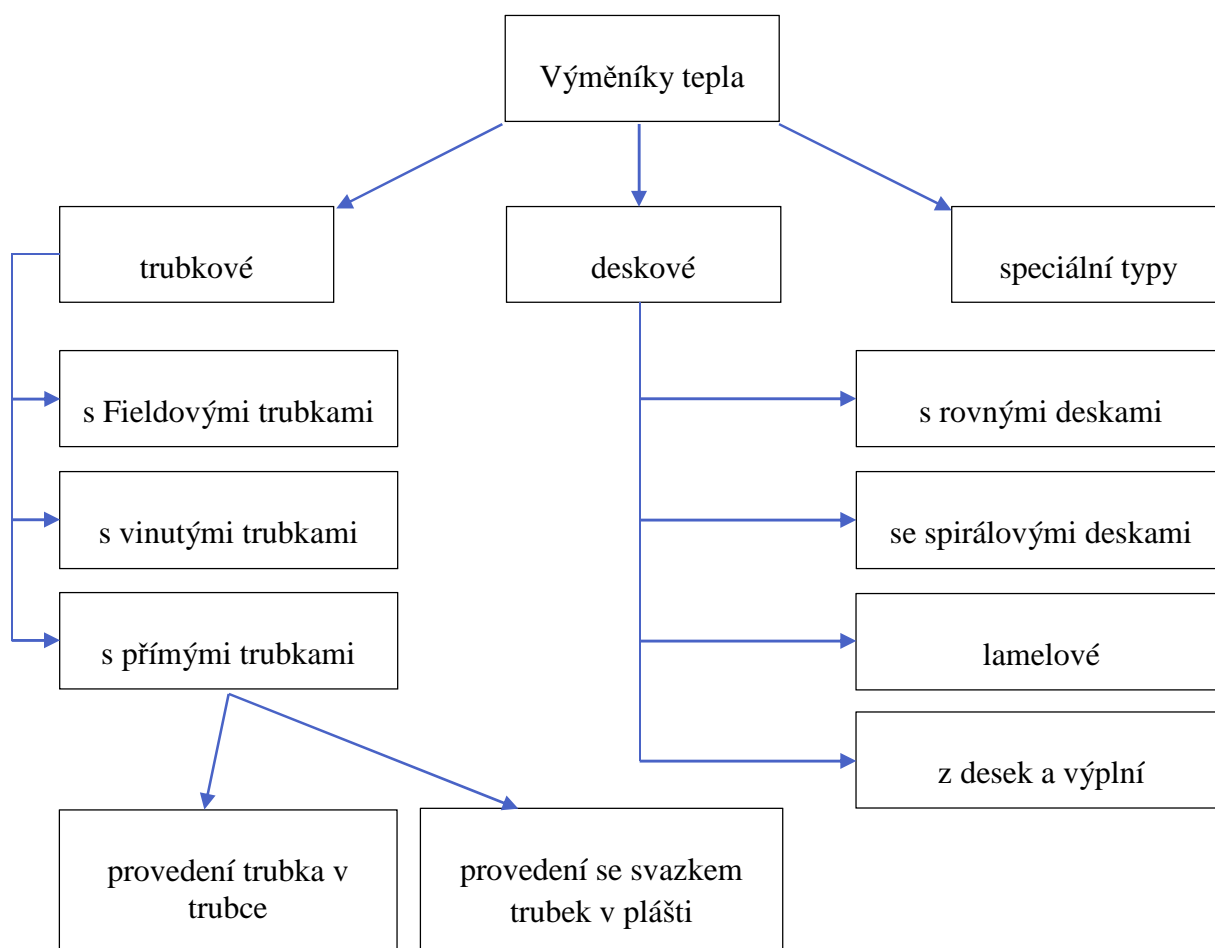 Výměníky tepla
trubkové
deskové
speciální typy
s Fieldovými trubkami
s rovnými deskami
s vinutými trubkami
se spirálovými deskami
s přímými trubkami
lamelové
z desek a výplní
provedení trubka v
trubce
provedení se svazkem
trubek v plášti